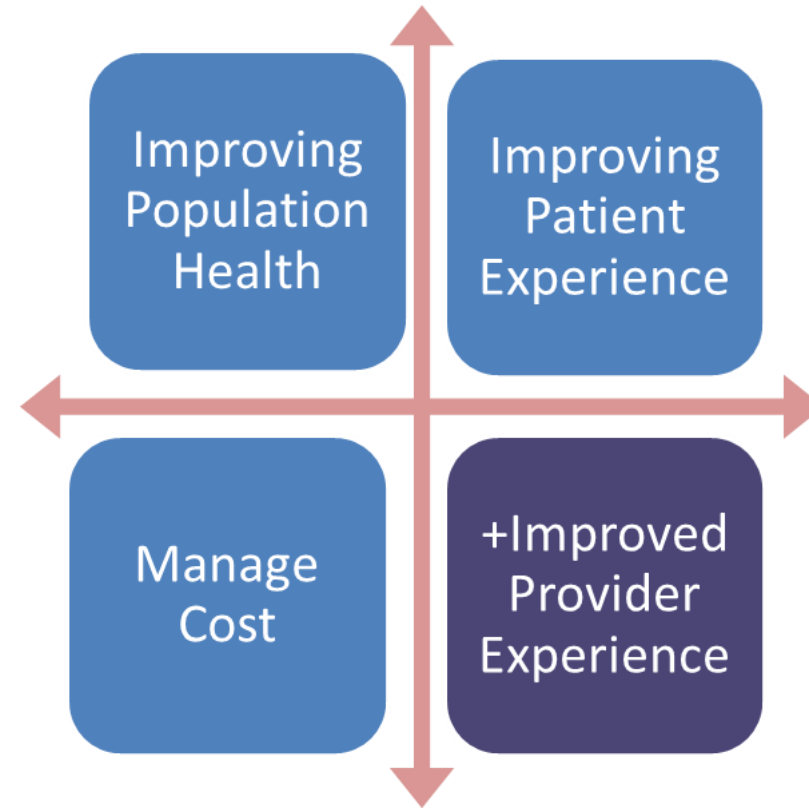 Improving
Population
Health
Improving
Patient
Experience
Manage
Cost
+Improved
Provider
Experience